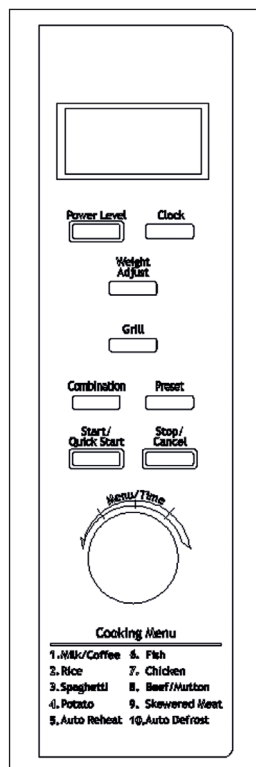 Power Level Clock
Weight
Adjust
Grill
Combination Preset
Start/
Quick Start
Stop/
Cancel
Menu/Time
Cooking Menu
1.Milk/Coffee 6. Fish
2.Rice 7. Chicken
3.Spaghetti 8. Beef/Mutton
4.Potato 9. Skewered Meat
5.Auto Reheat 10.Auto Defrost